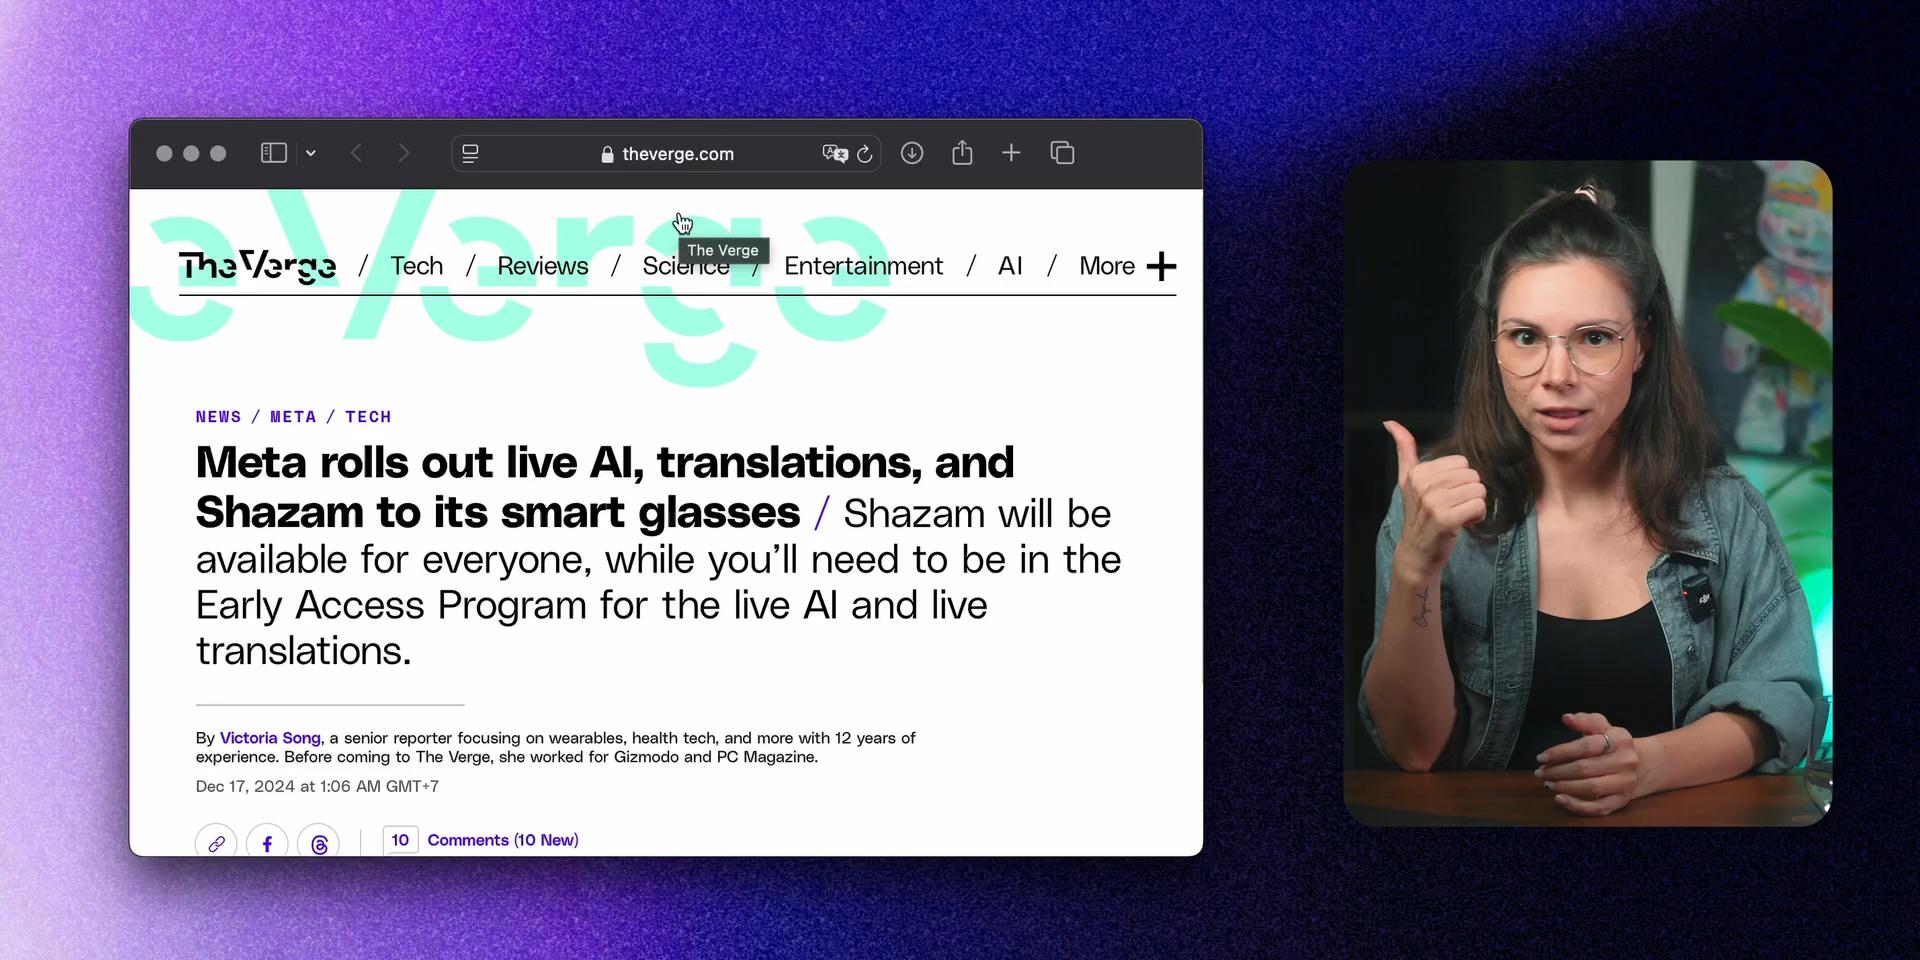 theverge.com
eVerge
The Verge / Tech / Reviews / Science / Entertainment / AI / More
The Verge
NEWS / META / TECH
Meta rolls out live AI, translations, and
Shazam to its smart glasses / Shazam will be
available for everyone, while you’ll need to be in the
Early Access Program for the live AI and live
translations.
By Victoria Song, a senior reporter focusing on wearables, health tech, and more with 12 years of
experience. Before coming to The Verge, she worked for Gizmodo and PC Magazine.
Dec 17, 2024 at 1:06 AM GMT+7
10 Comments (10 New)
dji